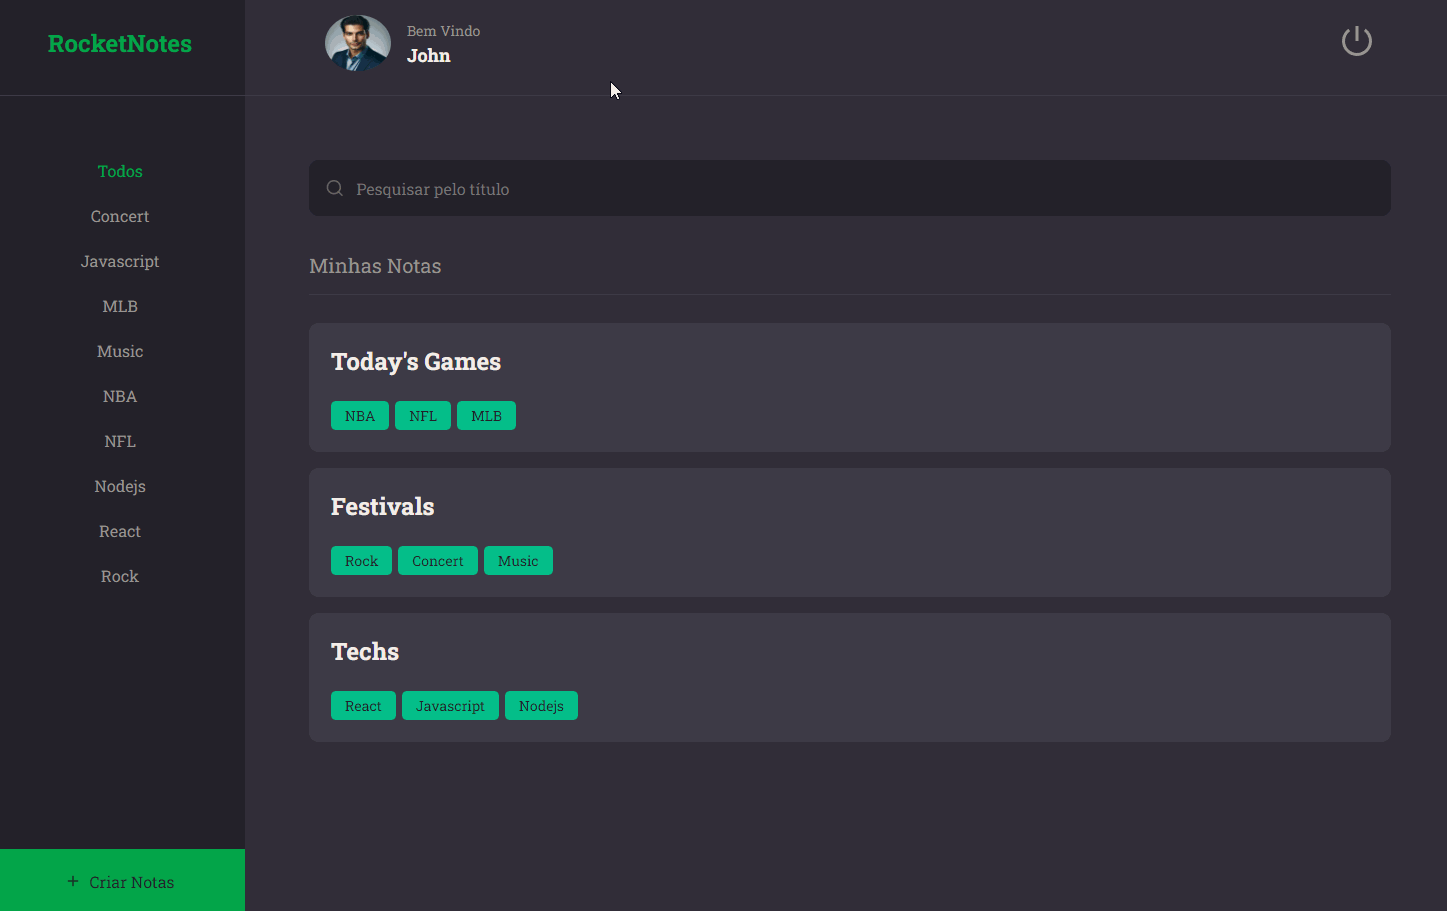 RocketNotes
Bem Vindo
John
Todos
Concert
Javascript
MLB
Music
NBA
NFL
Nodejs
React
Rock
+ Criar Notas
Pesquisar pelo título
Minhas Notas
Today's Games
NBA NFL MLB
Festivals
Rock Concert Music
Techs
React Javascript Nodejs